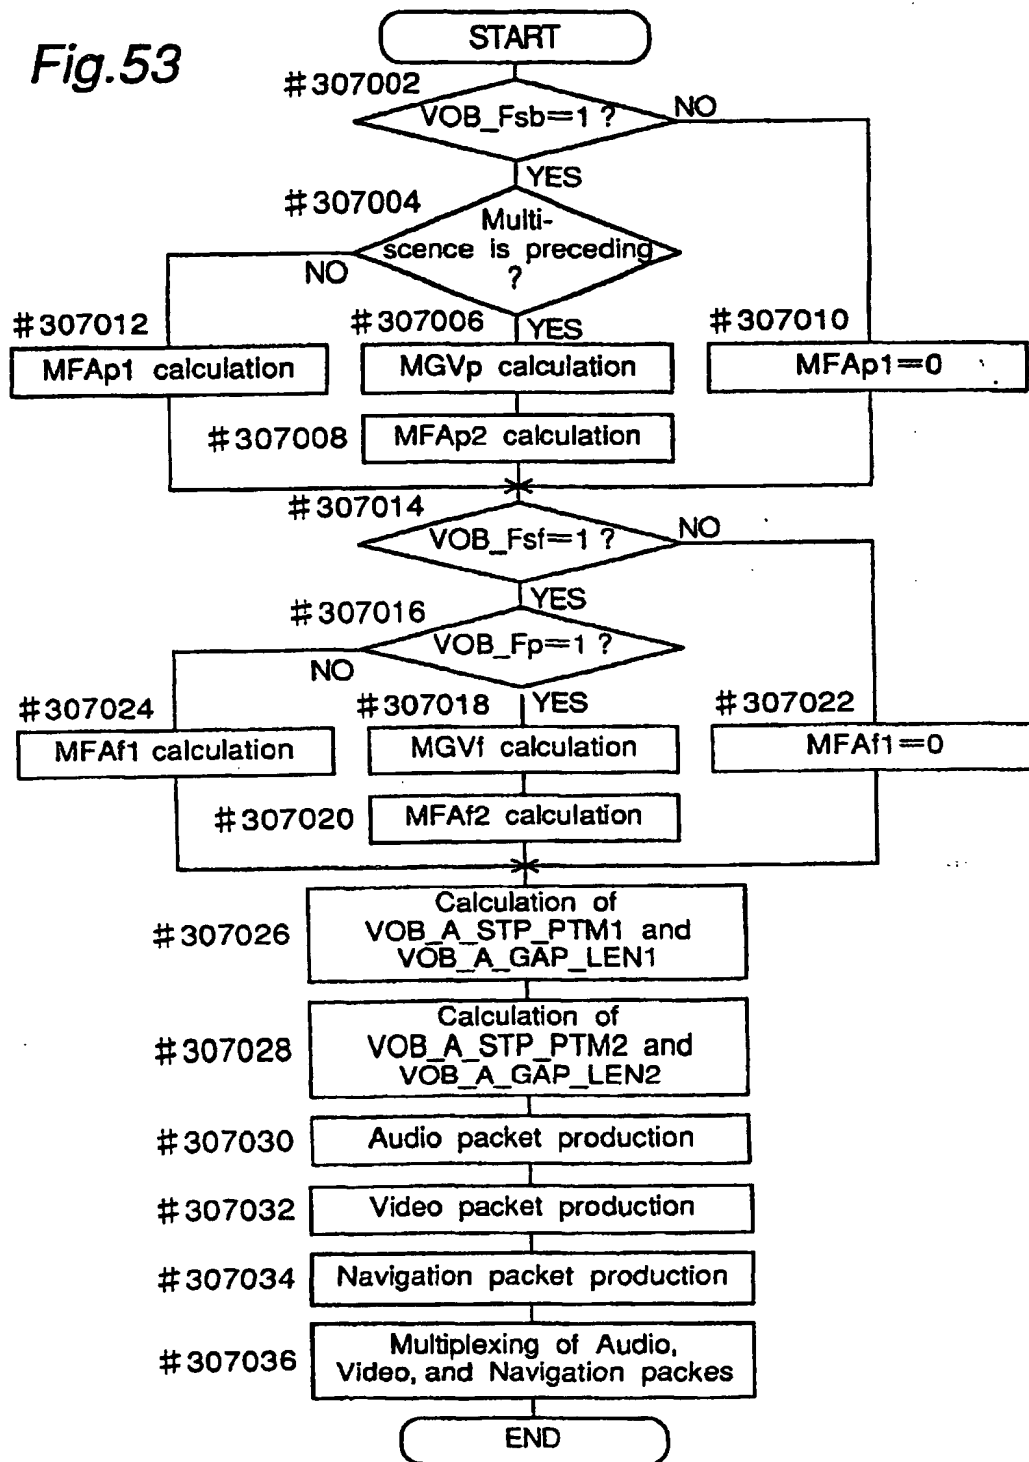 Fig.53
START
#307002
VOB_Fsb=1 ?
NO
YES
#307004
Multi-
scence is preceding
?
NO
YES
#307012
MFAp1 calculation
#307006
MGVp calculation
#307010
MFAp1=0
#307008
MFAp2 calculation
#307014
VOB_Fsf=1 ?
NO
YES
#307016
VOB_Fp=1 ?
NO
YES
#307024
MFAf1 calculation
#307018
MGVf calculation
#307022
MFAf1=0
#307020
MFAf2 calculation
#307026
Calculation of
VOB_A_STP_PTM1 and
VOB_A_GAP_LEN1
#307028
Calculation of
VOB_A_STP_PTM2 and
VOB_A_GAP_LEN2
#307030
Audio packet production
#307032
Video packet production
#307034
Navigation packet production
#307036
Multiplexing of Audio,
Video, and Navigation packes
END